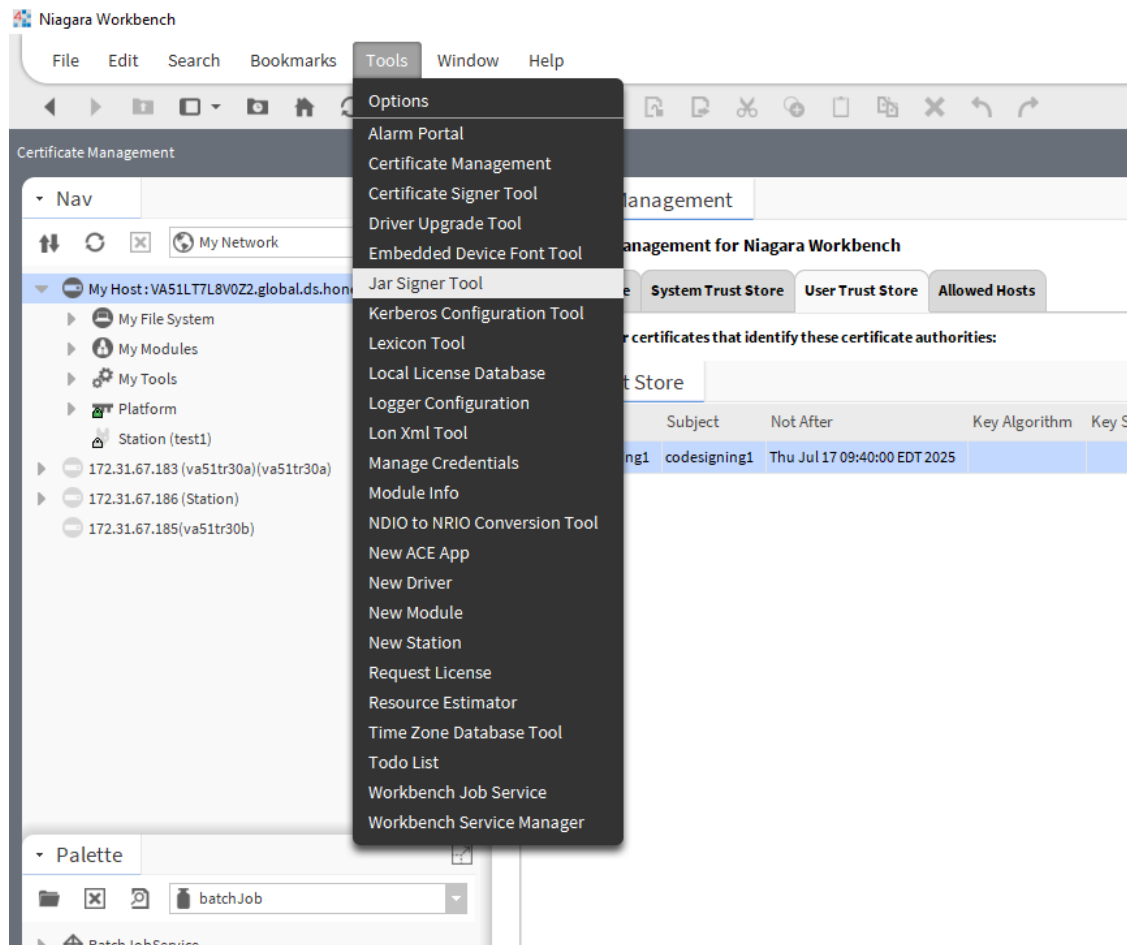 Niagara Workbench
File Edit Search Bookmarks Tools Window Help
Certificate Management
Nav
My Network
My Host : VA51LT7L8V0Z2.global.ds.hone
My File System
My Modules
My Tools
Platform
Station (test1)
172.31.67.183 (va51tr30a)(va51tr30a)
172.31.67.186 (Station)
172.31.67.185(va51tr30b)
Palette
batchJob
BatchJobService
Options
Alarm Portal
Certificate Management
Certificate Signer Tool
Driver Upgrade Tool
Embedded Device Font Tool
Jar Signer Tool
Kerberos Configuration Tool
Lexicon Tool
Local License Database
Logger Configuration
Lon Xml Tool
Manage Credentials
Module Info
NDIO to NRIO Conversion Tool
New ACE App
New Driver
New Module
New Station
Request License
Resource Estimator
Time Zone Database Tool
Todo List
Workbench Job Service
Workbench Service Manager
anagement
anagement for Niagara Workbench
e System Trust Store User Trust Store Allowed Hosts
r certificates that identify these certificate authorities:
t Store
Subject Not After Key Algorithm Key S
ng1 codesigning1 Thu Jul 17 09:40:00 EDT 2025